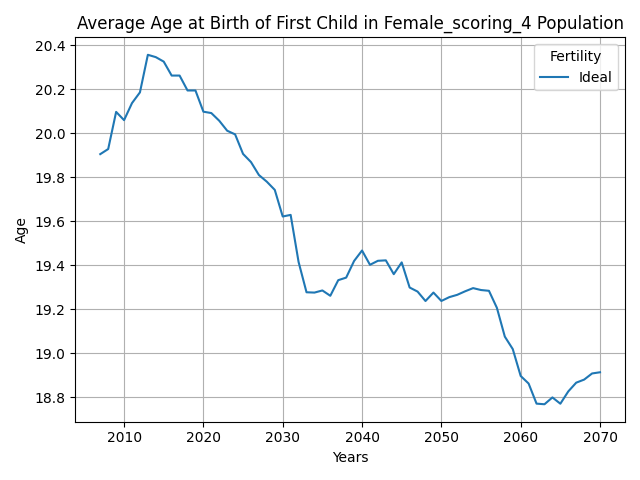 Average Age at Birth of First Child in Female_scoring_4 Population
Fertility
Ideal
20.4
20.2
20.0
19.8
19.6
19.4
19.2
19.0
18.8
Age
2010 2020 2030 2040 2050 2060 2070
Years